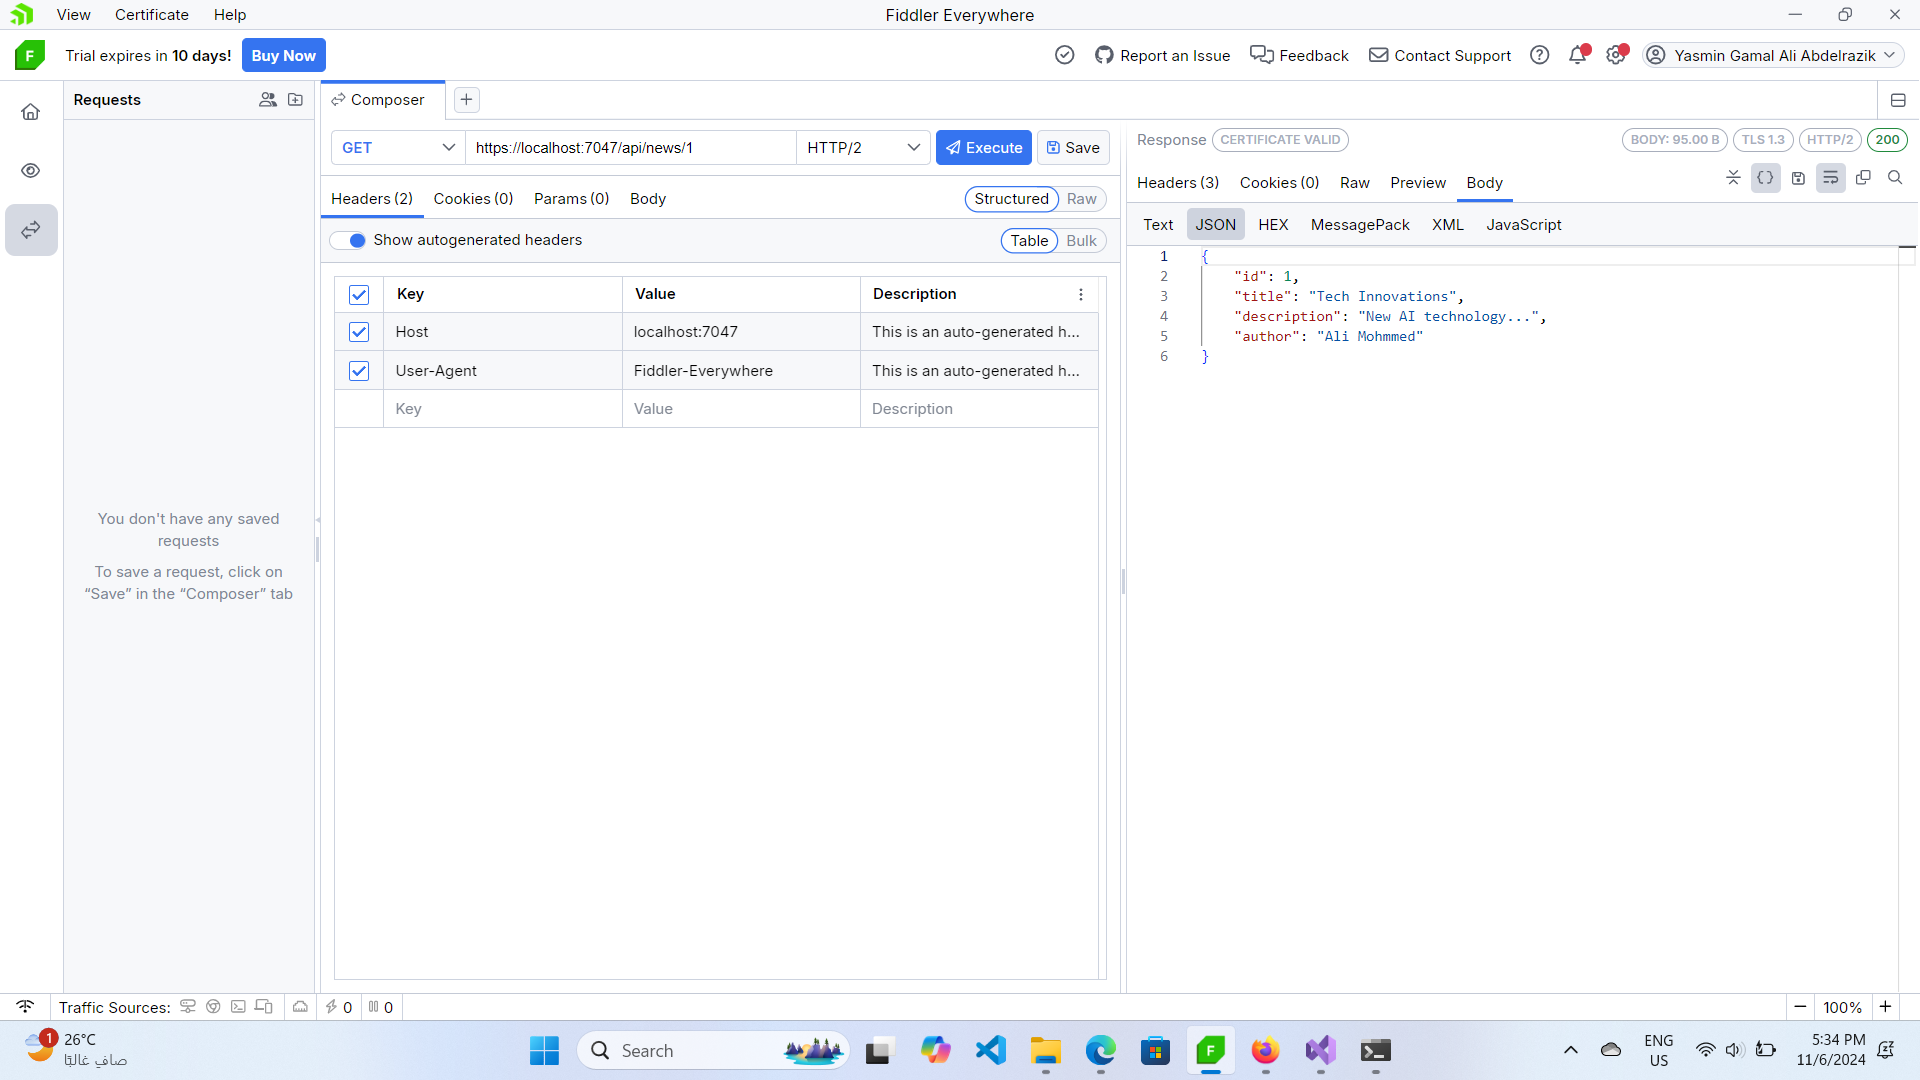 View Certificate Help
Fiddler Everywhere
F
Trial expires in 10 days!
Buy Now
Report an Issue
Feedback
Contact Support
Yasmin Gamal Ali Abdelrazik
Requests
You don't have any saved
requests
To save a request, click on
“Save” in the “Composer” tab
Composer
GET
https://localhost:7047/api/news/1
HTTP/2
Execute
Save
Headers (2) Cookies (0) Params (0) Body
Structured Raw
Show autogenerated headers
Table Bulk
Key Value Description
Host localhost:7047 This is an auto-generated h...
User-Agent Fiddler-Everywhere This is an auto-generated h...
Key Value Description
Response CERTIFICATE VALID
BODY: 95.00 B TLS 1.3 HTTP/2 200
Headers (3) Cookies (0) Raw Preview Body
Text JSON HEX MessagePack XML JavaScript
1 {
2 "id": 1,
3 "title": "Tech Innovations",
4 "description": "New AI technology...",
5 "author": "Ali Mohmmed"
6 }
Traffic Sources:
0
0
100%
1
26°C
صافٍ غالبًا
Search
F
ENG
US
5:34 PM
11/6/2024